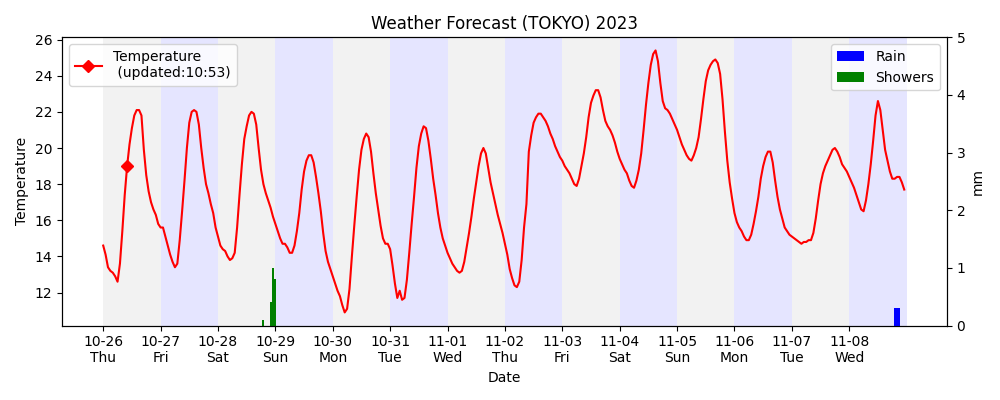 Weather Forecast (TOKYO) 2023
Temperature
(updated:10:53)
Rain
Showers
26
24
22
20
18
16
14
12
Temperature
5
4
3
2
1
0
mm
10-26 10-27 10-28 10-29 10-30 10-31 11-01 11-02 11-03 11-04 11-05 11-06 11-07 11-08
Thu Fri Sat Sun Mon Tue Wed Thu Fri Sat Sun Mon Tue Wed
Date